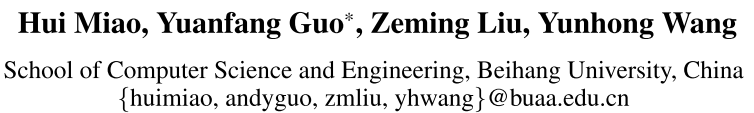 Hui Miao, Yuanfang Guo*, Zeming Liu, Yunhong Wang
School of Computer Science and Engineering, Beihang University, China
{huimiao, andyguo, zmliu, yhwang}@buaa.edu.cn